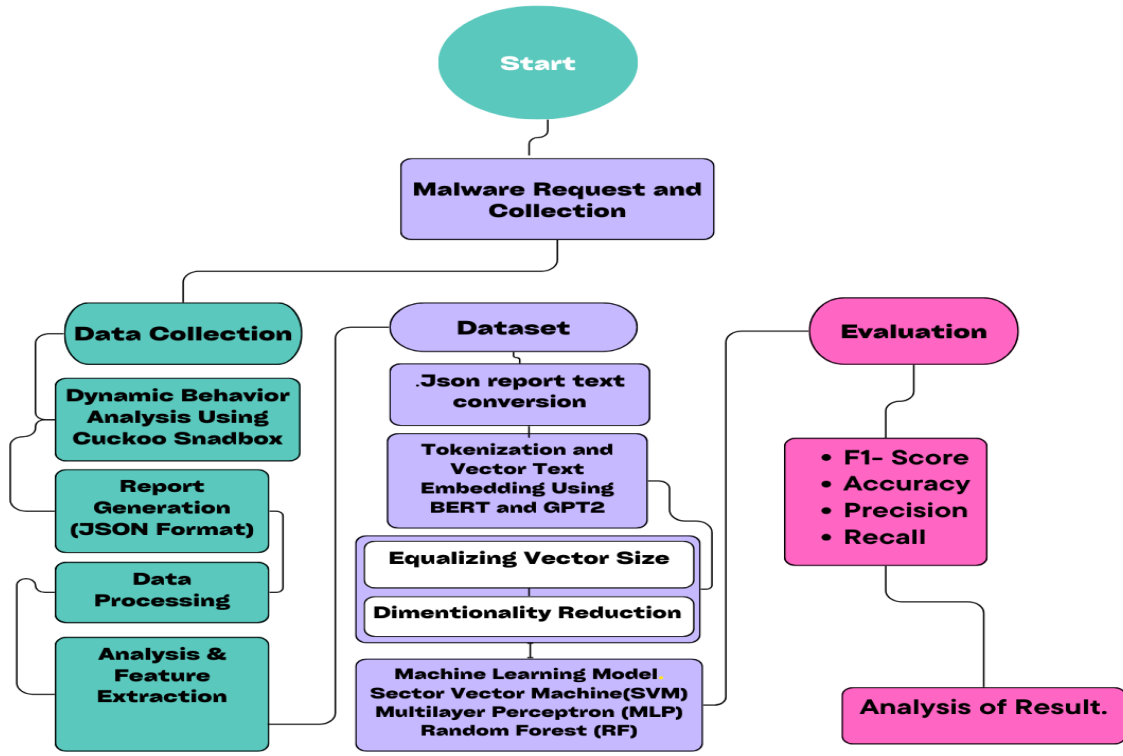 Start
Malware Request and
Collection
Data Collection
Dynamic Behavior
Analysis Using
Cuckoo Snadbox
Report
Generation
(JSON Format)
Data
Processing
Analysis &
Feature
Extraction
Dataset
.Json report text
conversion
Tokenization and
Vector Text
Embedding Using
BERT and GPT2
Equalizing Vector Size
Dimentionality Reduction
Machine Learning Model.
Sector Vector Machine(SVM)
Multilayer Perceptron (MLP)
Random Forest (RF)
Evaluation
• F1- Score
• Accuracy
• Precision
• Recall
Analysis of Result.